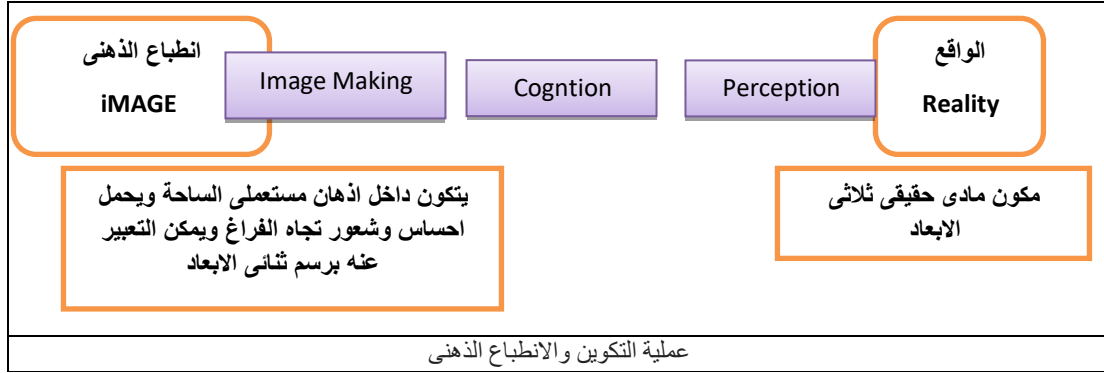 الواقع
Reality
Perception
Cogntion
Image Making
انطباع الذهنى
iMAGE
مكون مادى حقيقى ثلاثى
الابعاد
يتكون داخل اذهان مستعملى الساحة ويحمل
احساس وشعور تجاه الفراغ ويمكن التعبير
عنه برسم ثنائى الابعاد
عملية التكوين والانطباع الذهنى